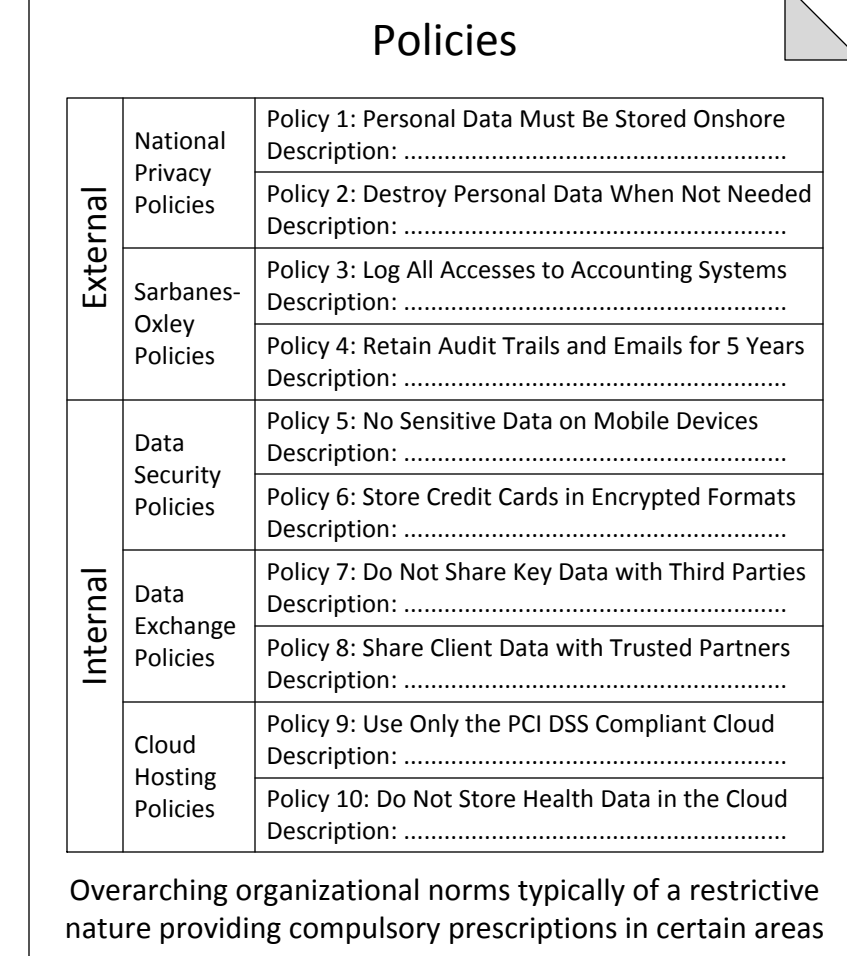 Policies
External
National
Privacy
Policies
Policy 1: Personal Data Must Be Stored Onshore
Description: ..........................................................
Policy 2: Destroy Personal Data When Not Needed
Description: ..........................................................
Sarbanes-
Oxley
Policies
Policy 3: Log All Accesses to Accounting Systems
Description: ..........................................................
Policy 4: Retain Audit Trails and Emails for 5 Years
Description: ..........................................................
Internal
Data
Security
Policies
Policy 5: No Sensitive Data on Mobile Devices
Description: ..........................................................
Policy 6: Store Credit Cards in Encrypted Formats
Description: ..........................................................
Data
Exchange
Policies
Policy 7: Do Not Share Key Data with Third Parties
Description: ..........................................................
Policy 8: Share Client Data with Trusted Partners
Description: ..........................................................
Cloud
Hosting
Policies
Policy 9: Use Only the PCI DSS Compliant Cloud
Description: ..........................................................
Policy 10: Do Not Store Health Data in the Cloud
Description: ..........................................................
Overarching organizational norms typically of a restrictive
nature providing compulsory prescriptions in certain areas